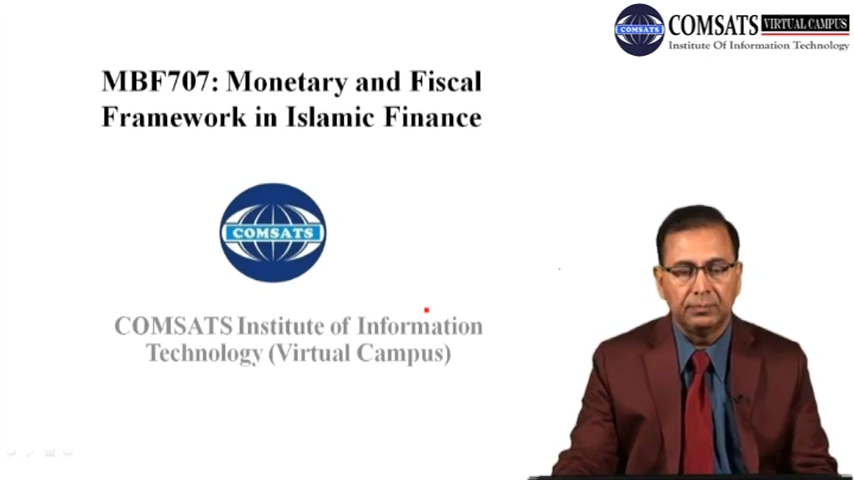 COMSATS
COMSATS VIRTUAL CAMPUS
Institute Of Information Technology
MBF707: Monetary and Fiscal
Framework in Islamic Finance
COMSATS
COMSATS Institute of Information
Technology (Virtual Campus)